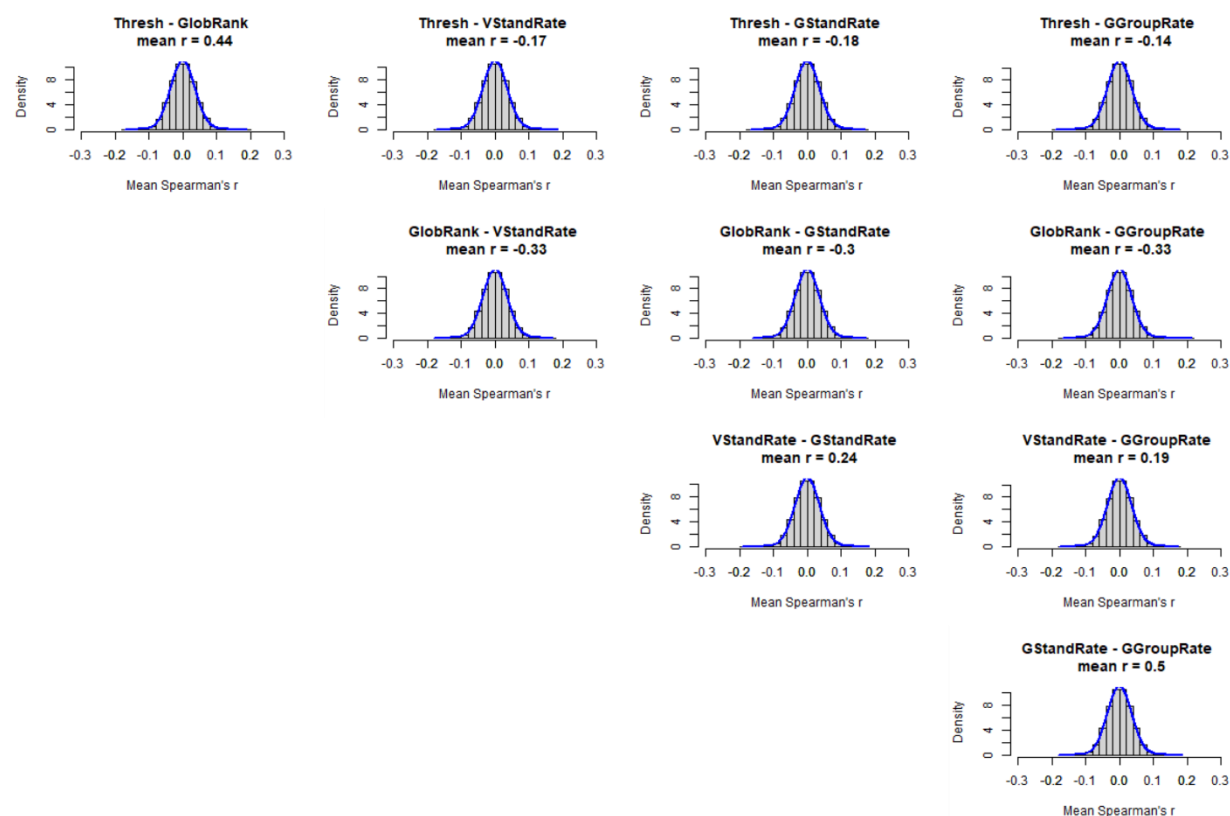 Thresh - GlobRank
mean r = 0.44
Density
0 4 8
-0.3 -0.2 -0.1 0.0 0.1 0.2 0.3
Mean Spearman's r
Thresh - VStandRate
mean r = -0.17
Density
0 4 8
-0.3 -0.2 -0.1 0.0 0.1 0.2 0.3
Mean Spearman's r
Thresh - GStandRate
mean r = -0.18
Density
0 4 8
-0.3 -0.2 -0.1 0.0 0.1 0.2 0.3
Mean Spearman's r
Thresh - GGroupRate
mean r = -0.14
Density
0 4 8
-0.3 -0.2 -0.1 0.0 0.1 0.2 0.3
Mean Spearman's r
GlobRank - VStandRate
mean r = -0.33
Density
0 4 8
-0.3 -0.2 -0.1 0.0 0.1 0.2 0.3
Mean Spearman's r
GlobRank - GStandRate
mean r = -0.3
Density
0 4 8
-0.3 -0.2 -0.1 0.0 0.1 0.2 0.3
Mean Spearman's r
GlobRank - GGroupRate
mean r = -0.33
Density
0 4 8
-0.3 -0.2 -0.1 0.0 0.1 0.2 0.3
Mean Spearman's r
VStandRate - GStandRate
mean r = 0.24
Density
0 4 8
-0.3 -0.2 -0.1 0.0 0.1 0.2 0.3
Mean Spearman's r
VStandRate - GGroupRate
mean r = 0.19
Density
0 4 8
-0.3 -0.2 -0.1 0.0 0.1 0.2 0.3
Mean Spearman's r
GStandRate - GGroupRate
mean r = 0.5
Density
0 4 8
-0.3 -0.2 -0.1 0.0 0.1 0.2 0.3
Mean Spearman's r